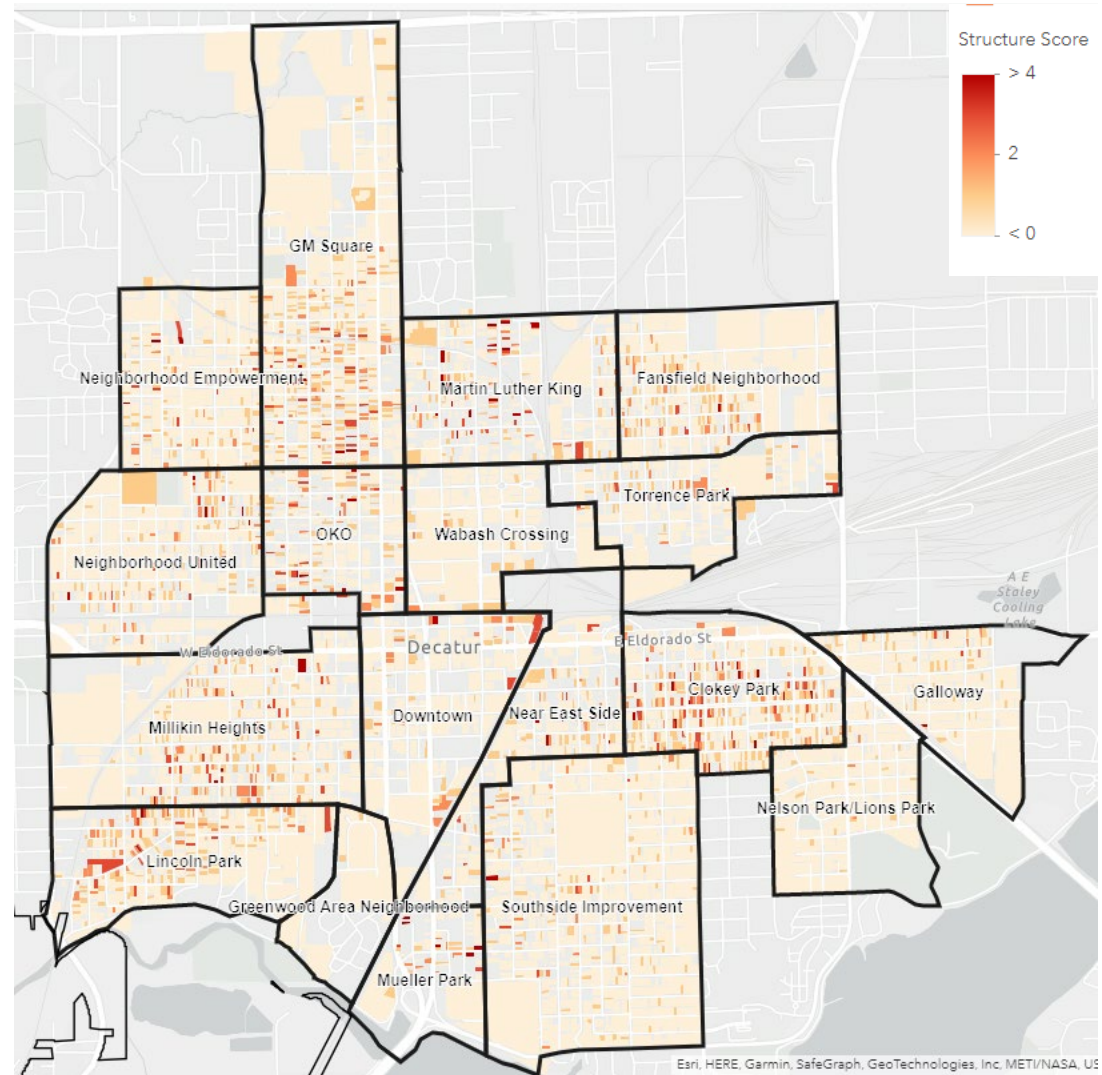 Structure Score
> 4
2
< 0
GM Square
Neighborhood Empowerment
Martin Luther King
Fansfield Neighborhood
Torrence Park
OKO
Wabash Crossing
Neighborhood United
A E
Staley
Cooling
Lake
W Eldorado St
Decatur
E Eldorado St
Clokey Park
Galloway
Millikin Heights
Downtown
Near East Side
Nelson Park/Lions Park
Lincoln Park
Greenwood Area Neighborhood
Southside Improvement
Mueller Park
Esri, HERE, Garmin, SafeGraph, GeoTechnologies, Inc, METI/NASA, US